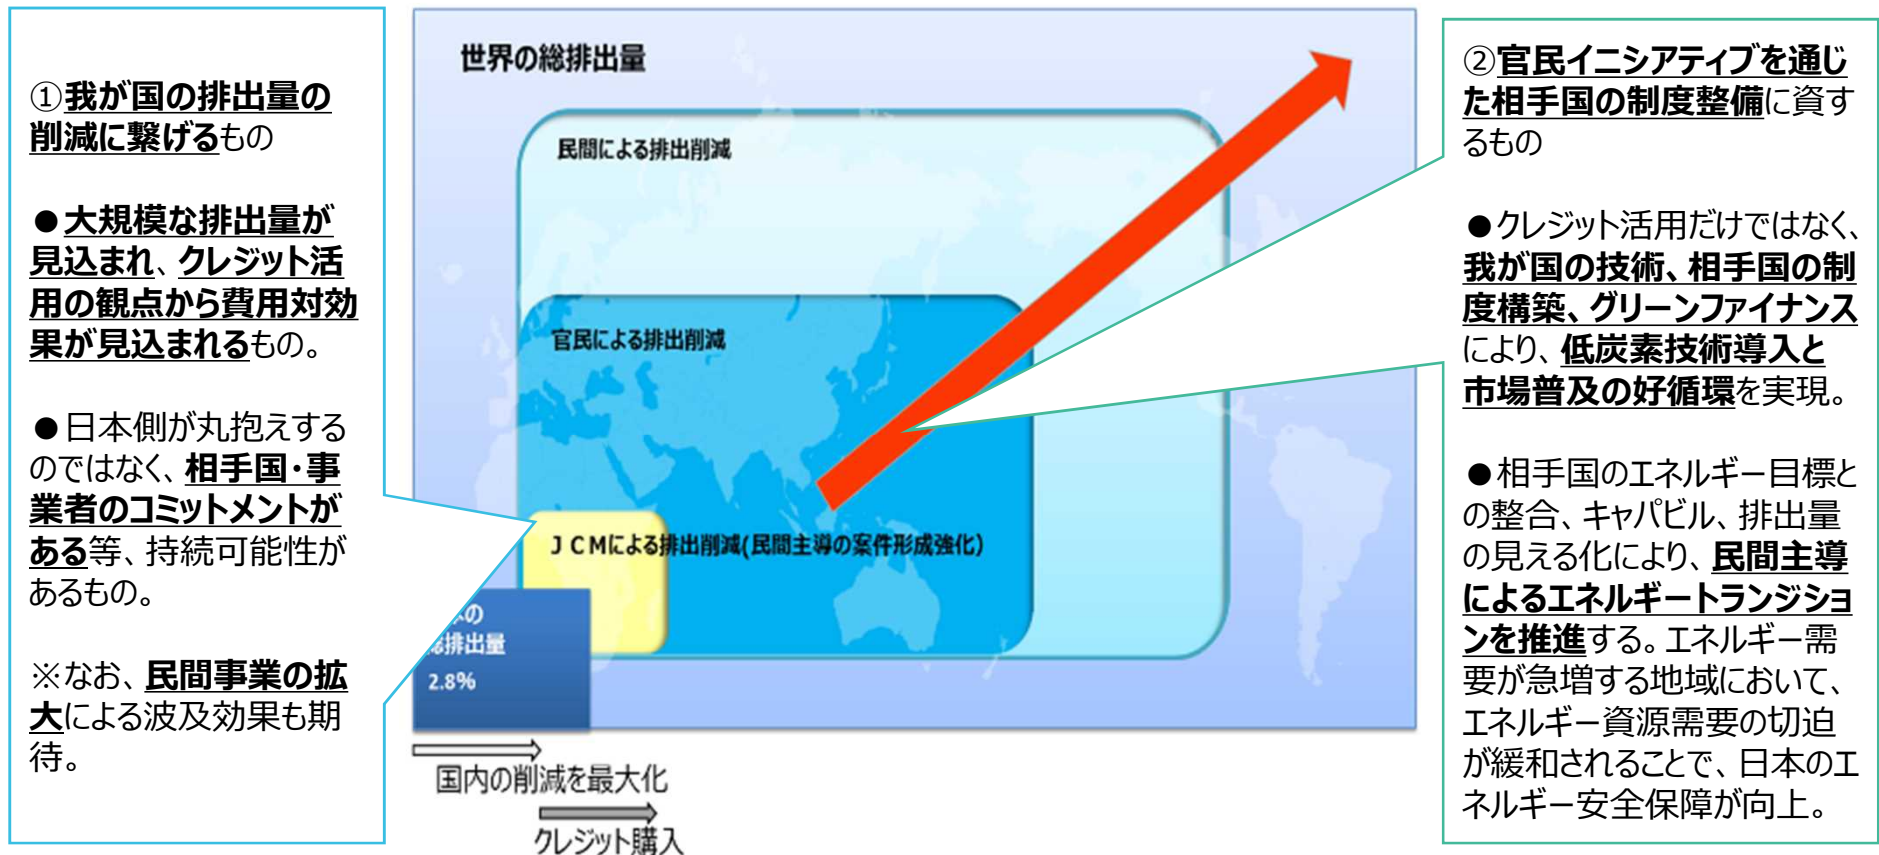 ①我が国の排出量の
削減に繋げるもの
●大規模な排出量が
見込まれ、クレジット活
用の観点から費用対効
果が見込まれるもの。
●日本側が丸抱えする
のではなく、相手国・事
業者のコミットメントが
ある等、持続可能性が
あるもの。
※なお、民間事業の拡
大による波及効果も期
待。
世界の総排出量
民間による排出削減
官民による排出削減
JCMによる排出削減(民間主導の案件形成強化)
の
総排出量
2.8%
国内の削減を最大化
クレジット購入
②官民イニシアティブを通じ
た相手国の制度整備に資す
るもの
●クレジット活用だけではなく、
我が国の技術、相手国の制
度構築、グリーンファイナンス
により、低炭素技術導入と
市場普及の好循環を実現。
●相手国のエネルギー目標と
の整合、キャパビル、排出量
の見える化により、民間主導
によるエネルギートランジショ
ンを推進する。エネルギー需
要が急増する地域において、
エネルギー資源需要の切迫
が緩和されることで、日本のエ
ネルギー安全保障が向上。